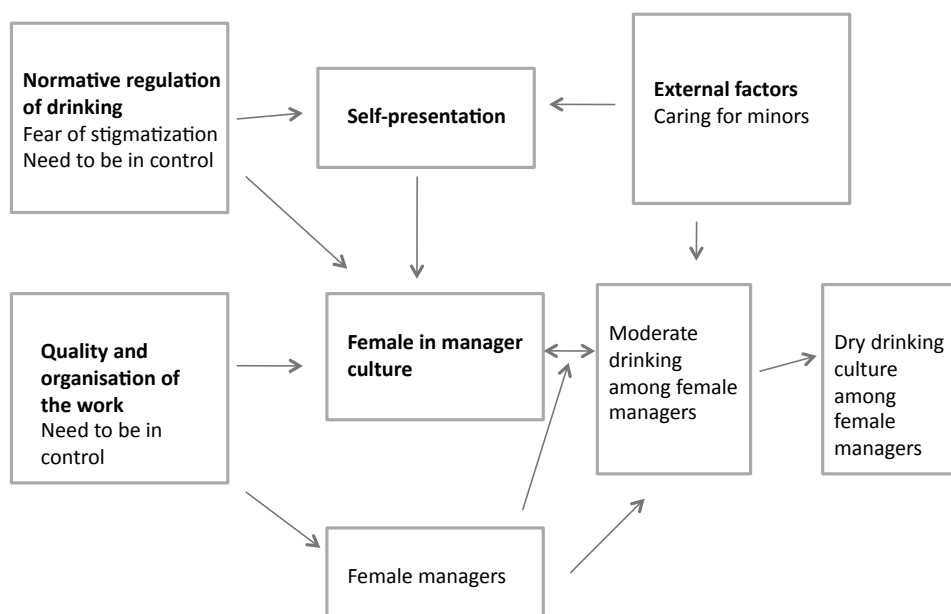 Normative regulation
of drinking
Fear of stigmatization
Need to be in control
Self-presentation
External factors
Caring for minors
Quality and
organisation of
the work
Need to be in
control
Female in manager
culture
Moderate
drinking
among female
managers
Dry drinking
culture
among
female
managers
Female managers